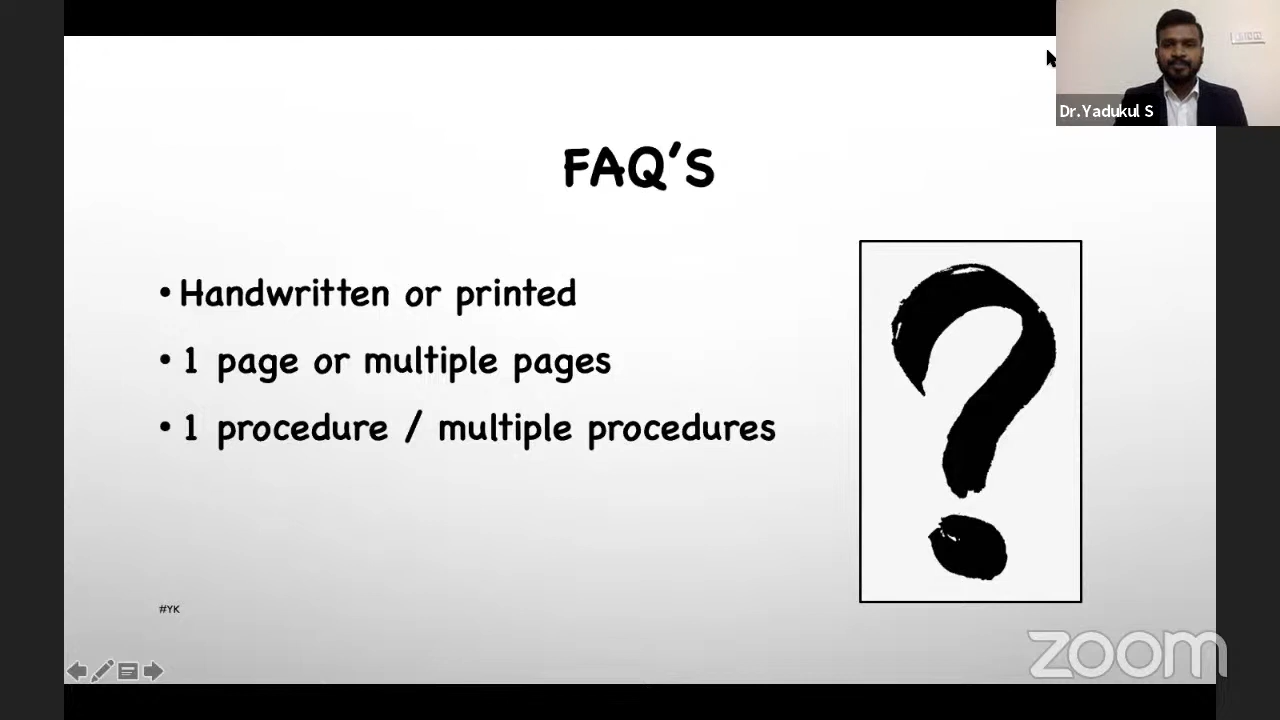 Dr.Yadukul S
FAQ’S
• Handwritten or printed
• 1 page or multiple pages
• 1 procedure / multiple procedures
#YK
zoom